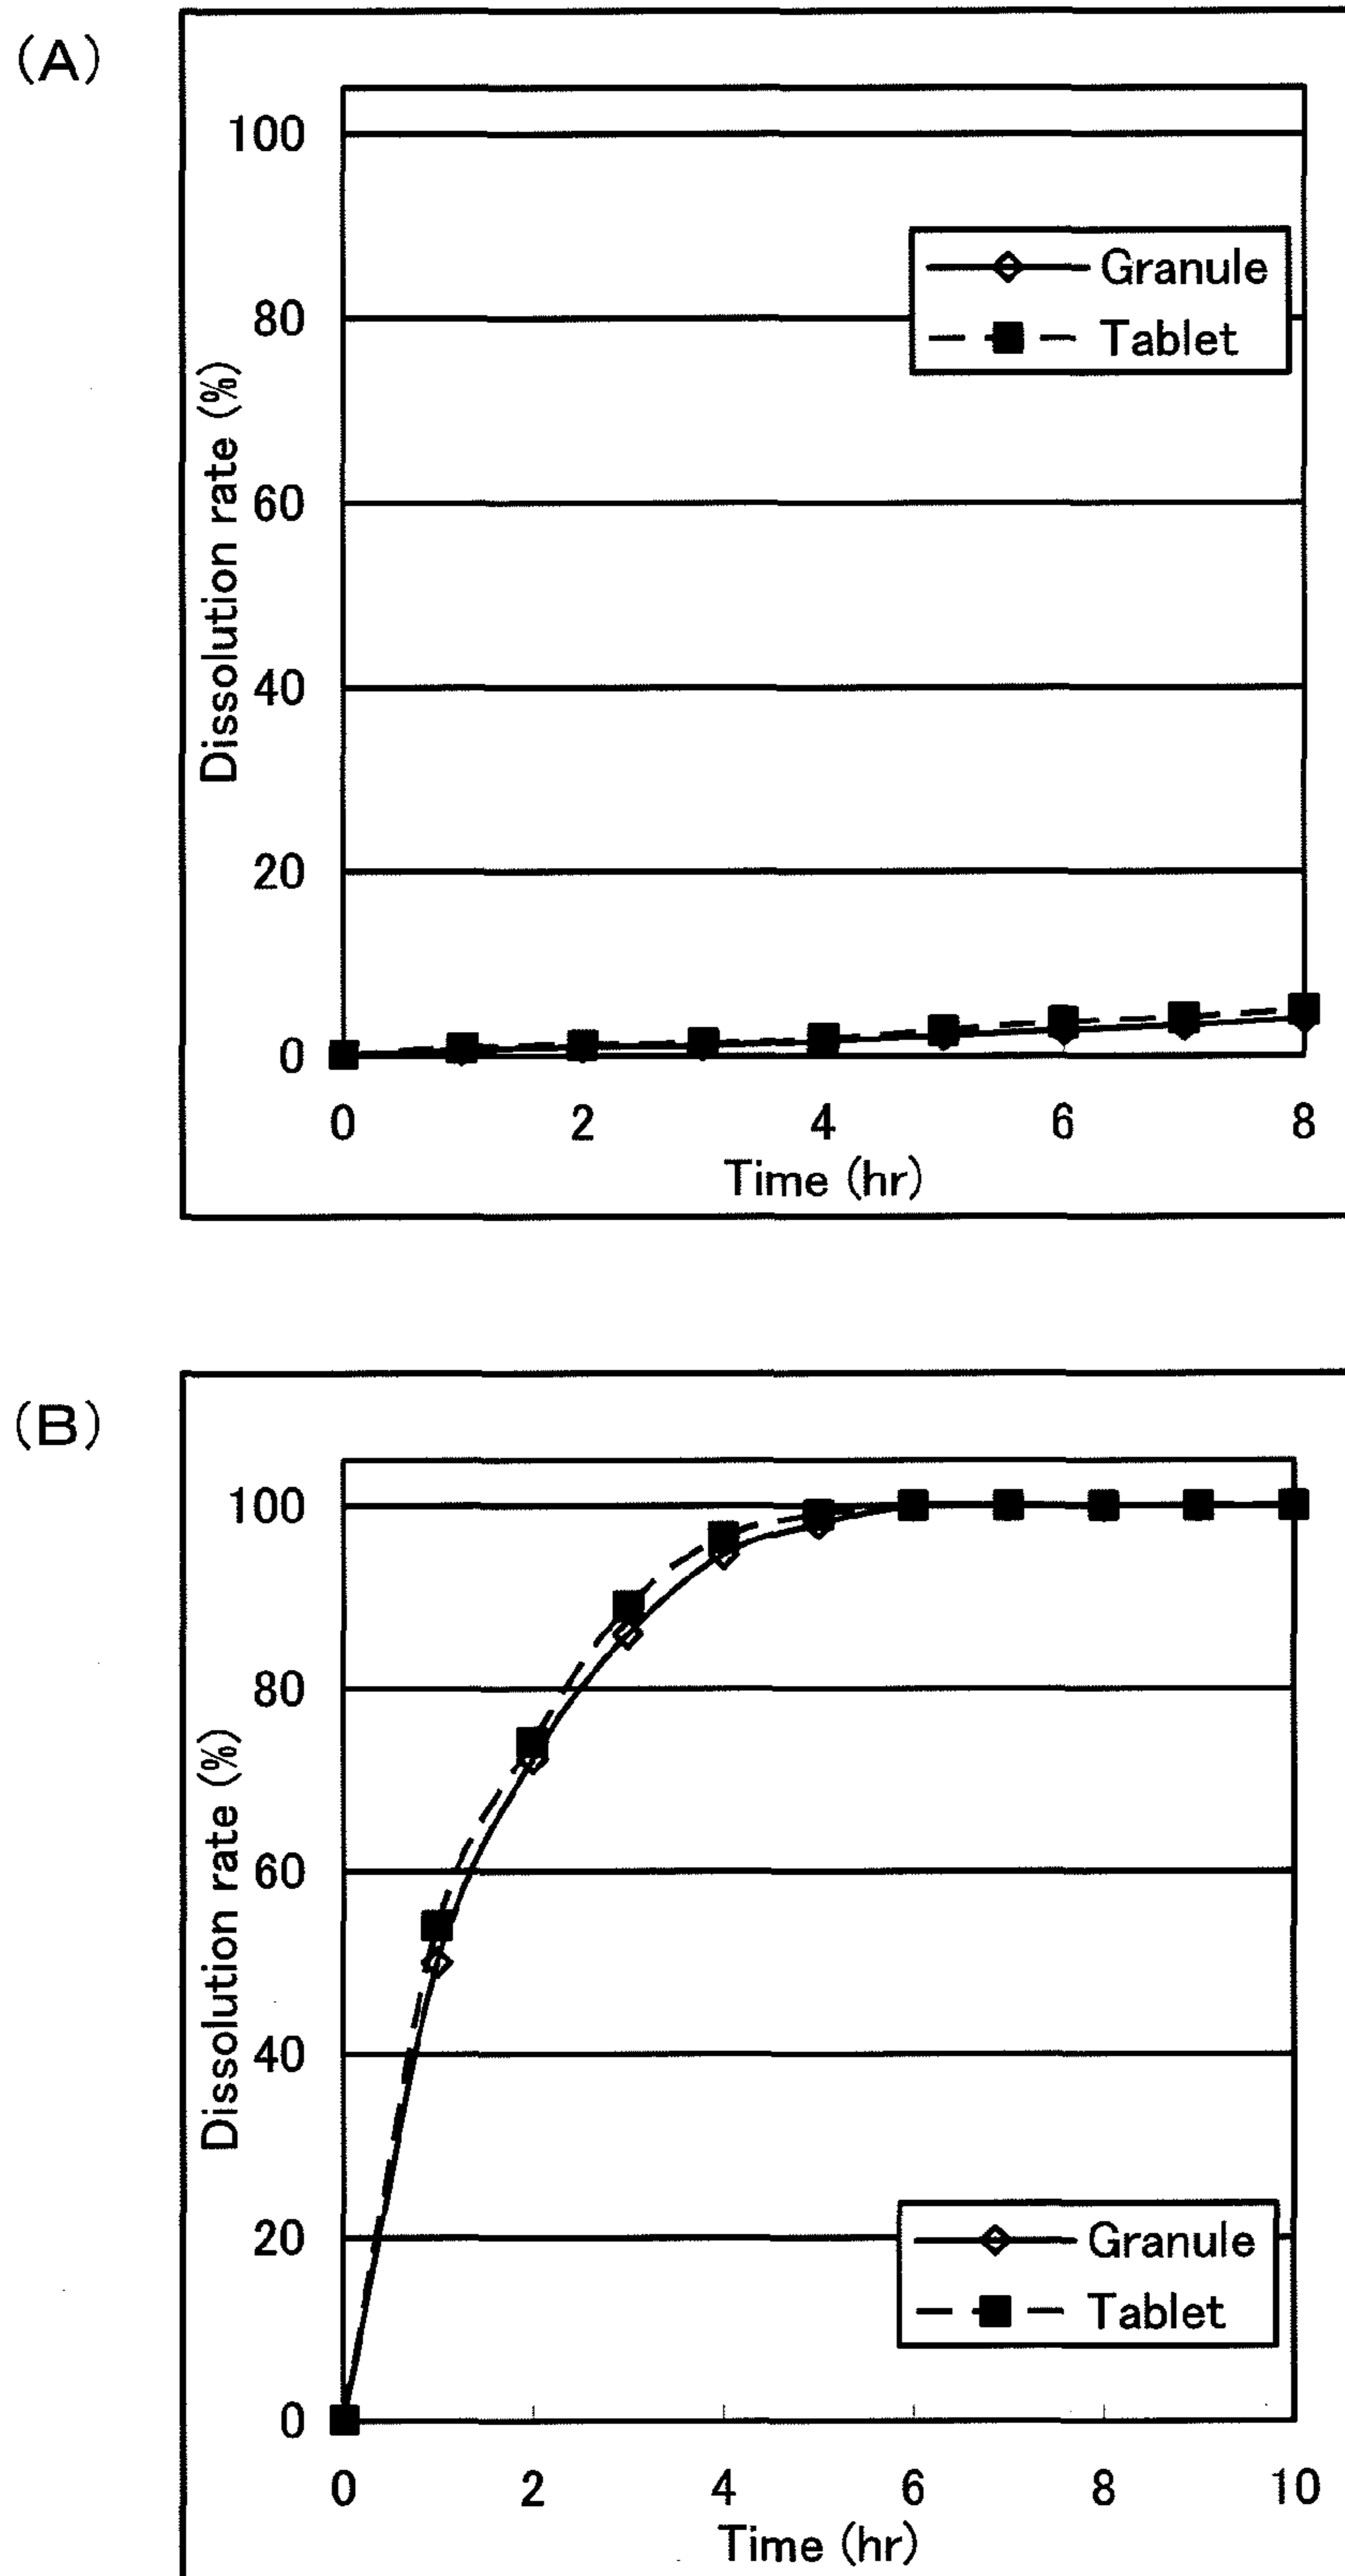 (A)
100
80
60
40
20
0
Dissolution rate (%)
Granule
Tablet
0 2 4 6 8
Time (hr)
(B)
100
80
60
40
20
0
Dissolution rate (%)
Granule
Tablet
0 2 4 6 8 10
Time (hr)